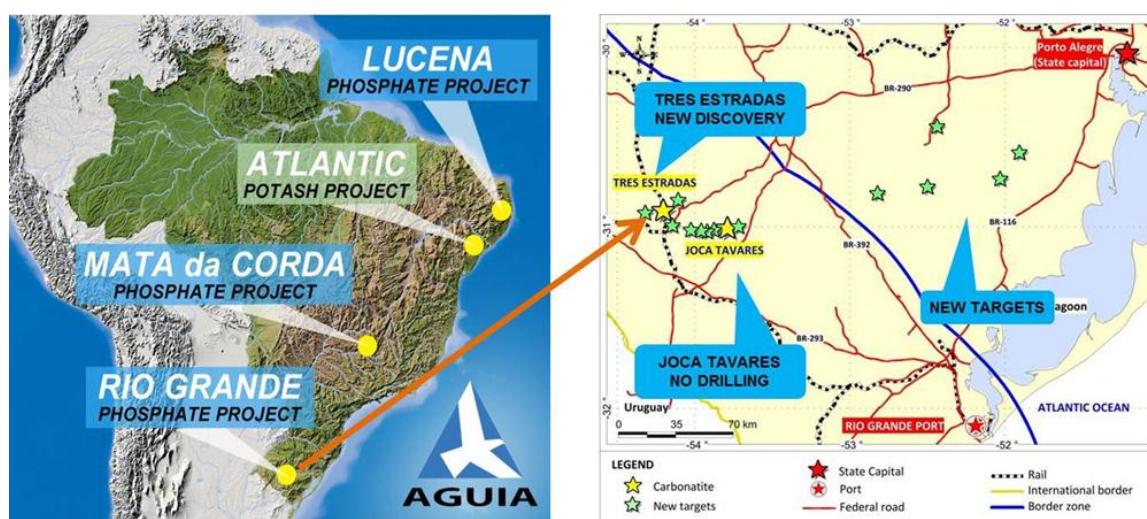 LUCENA
PHOSPHATE PROJECT
ATLANTIC
POTASH PROJECT
MATA da CORDA
PHOSPHATE PROJECT
RIO GRANDE
PHOSPHATE PROJECT
AGUIA
-54 -53 -52
-30
Porto Alegre
(State capital)
BR-290
TRES ESTRADAS
NEW DISCOVERY
TRES ESTRADAS
-31
JOCA TAVARES
BR-116
BR-392
NEW TARGETS
agoon
BR-293
JOCA TAVARES
NO DRILLING
-32
Uruguay
0 35 70 km
ATLANTIC OCEAN
RIO GRANDE PORT
-54 -53 -52
LEGEND
Carbonatite
New targets
State Capital
Port
Federal road
Rail
International border
Border zone